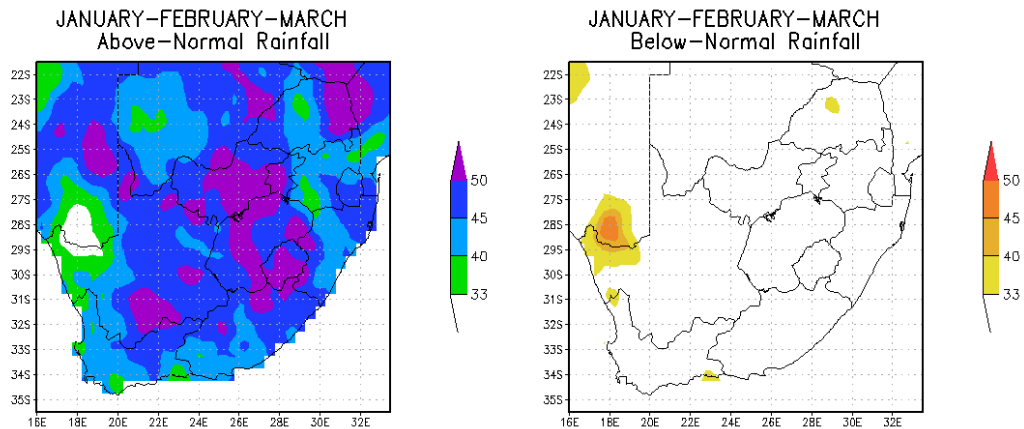 JANUARY-FEBRUARY-MARCH
Above-Normal Rainfall
22S
23S
24S
25S
26S
27S
28S
29S
30S
31S
32S
33S
34S
35S
16E
18E
20E
22E
24E
26E
28E
30E
32E
50
45
40
33
JANUARY-FEBRUARY-MARCH
Below-Normal Rainfall
22S
23S
24S
25S
26S
27S
28S
29S
30S
31S
32S
33S
34S
35S
16E
18E
20E
22E
24E
26E
28E
30E
32E
50
45
40
33